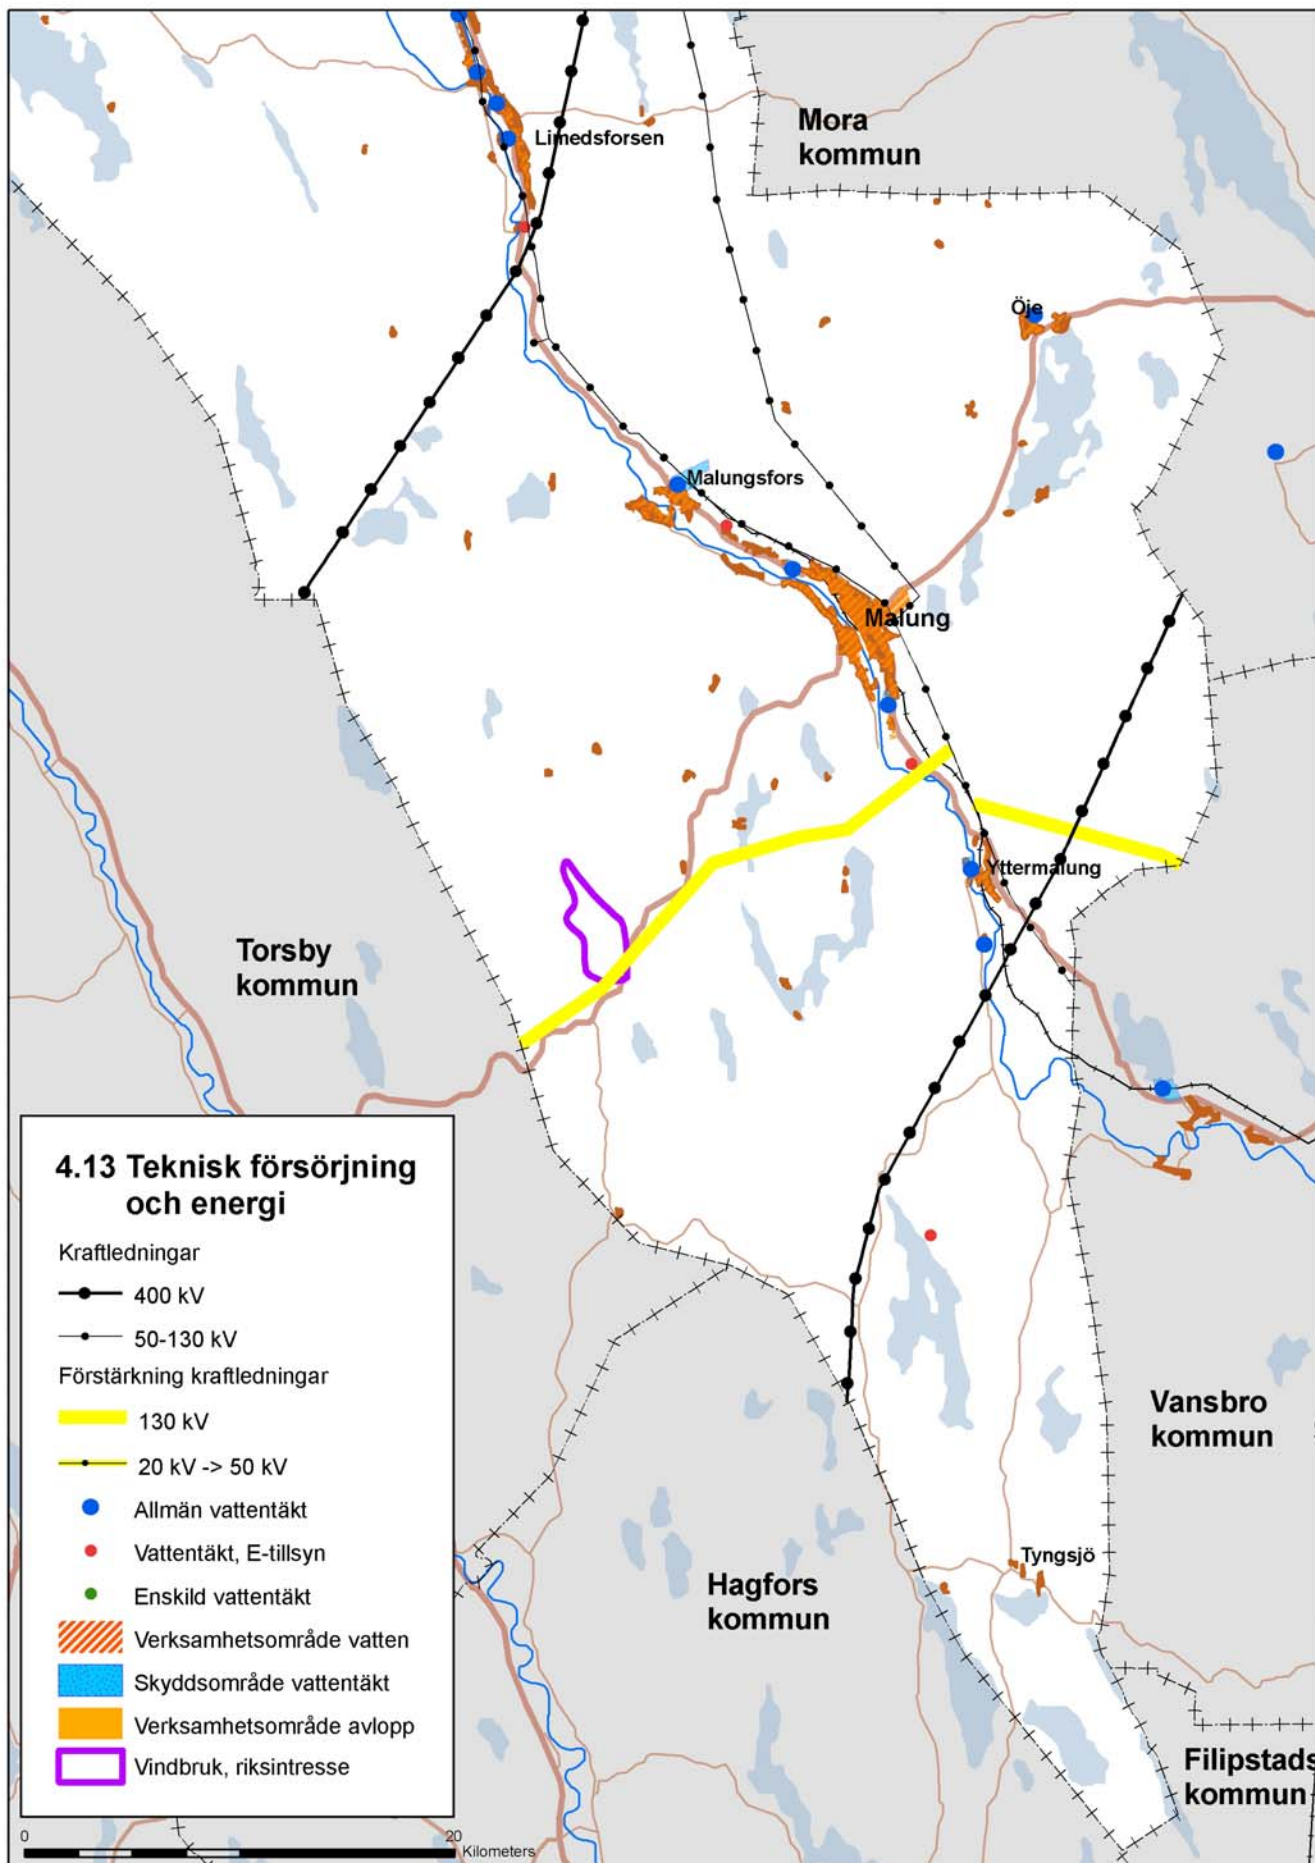 Mora
kommun
Limedsforsen
Öje
Malungsfors
Malung
Yttermalung
Torsby
kommun
4.13 Teknisk försörjning
och energi
Kraftledningar
400 kV
50-130 kV
Förstärkning kraftledningar
130 kV
20 kV -> 50 kV
Allmän vattentäkt
Vattentäkt, E-tillsyn
Enskild vattentäkt
Verksamhetsområde vatten
Skyddsområde vattentäkt
Verksamhetsområde avlopp
Vindbruk, riksintresse
Vansbro
kommun
Tyngsjö
Hagfors
kommun
Filipstads
kommun
0 20
Kilometers